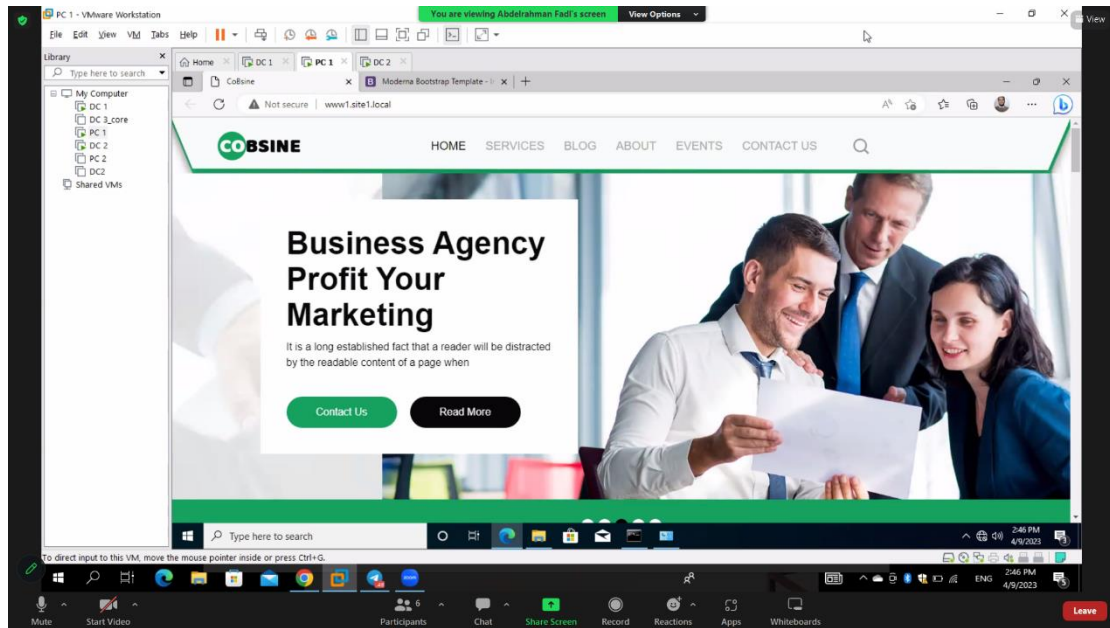 PC 1 - VMware Workstation
You are viewing Abdelrahman Fadl's screen
View Options
View
File Edit View VM Tabs Help
Library
Type here to search
My Computer
DC 1
DC 3_core
PC 1
DC 2
PC 2
DC2
Shared VMs
Home
DC 1
PC 1
DC 2
CoBsine
Moderna Bootstrap Template - I
Not secure
www1.site1.local
COBSINE
HOME SERVICES BLOG ABOUT EVENTS CONTACT US
Business Agency
Profit Your
Marketing
It is a long established fact that a reader will be distracted
by the readable content of a page when
Contact Us
Read More
Type here to search
2:46 PM
4/9/2023
To direct input to this VM, move the mouse pointer inside or press Ctrl+G.
ENG
2:46 PM
4/9/2023
Mute
Start Video
Participants
6
Chat
Share Screen
Record
Reactions
Apps
Whiteboards
Leave